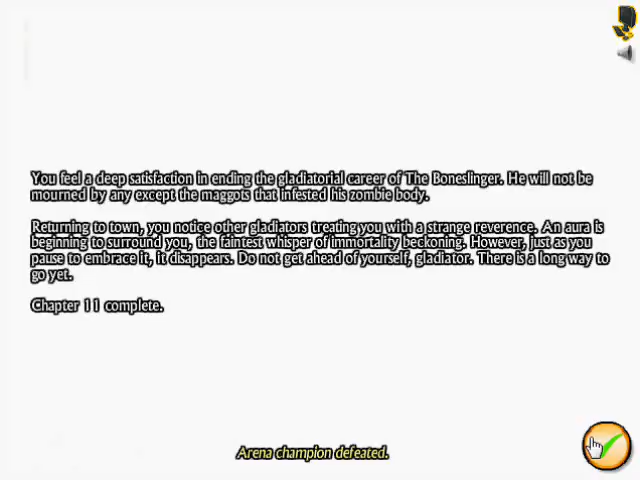 You feel a deep satisfaction in ending the gladiatorial career of The Boneslinger. He will not be
mourned by any except the maggots that infested his zombie body.
Returning to town, you notice other gladiators treating you with a strange reverence. An aura is
beginning to surround you, the faintest whisper of immortality beckoning. However, just as you
pause to embrace it, it disappears. Do not get ahead of yourself, gladiator. There is a long way to
go yet.
Chapter 11 complete.
Arena champion defeated.